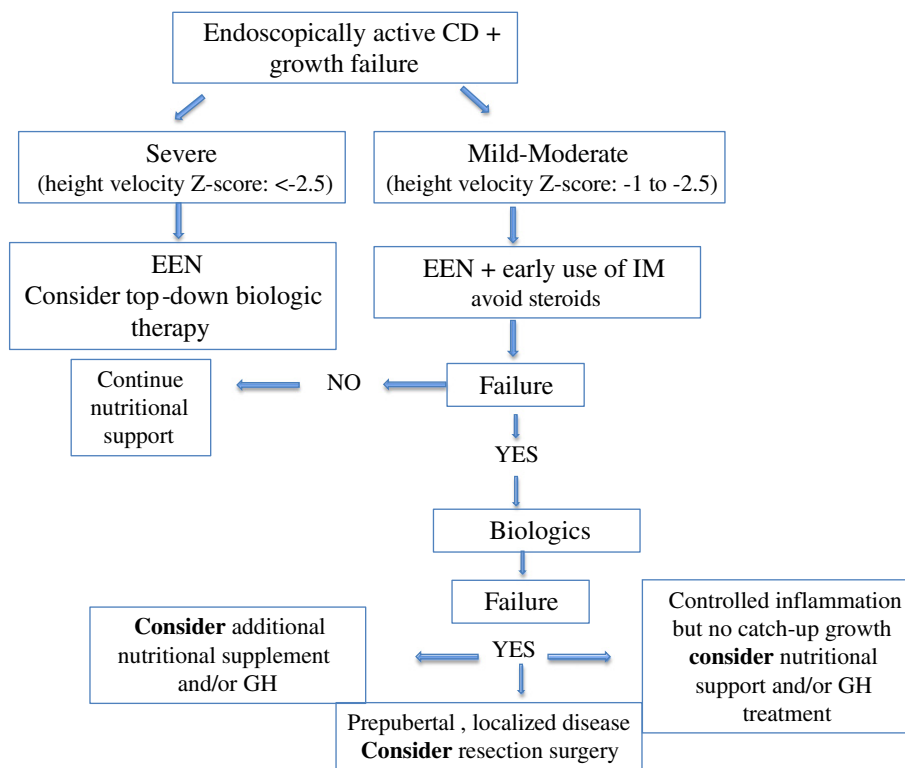 Endoscopically active CD +
growth failure
Severe
(height velocity Z-score: <-2.5)
Mild-Moderate
(height velocity Z-score: -1 to -2.5)
EEN
Consider top-down biologic
therapy
EEN + early use of IM
avoid steroids
Continue
nutritional
support
NO
Failure
YES
Biologics
Failure
Consider additional
nutritional supplement
and/or GH
YES
Controlled inflammation
but no catch-up growth
consider nutritional
support and/or GH
treatment
Prepubertal , localized disease
Consider resection surgery